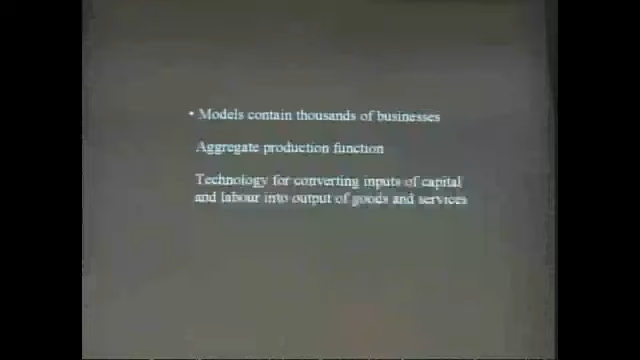 • Models contain thousands of businesses
Aggregate production function
Technology for converting inputs of capital
and labour into output of goods and services